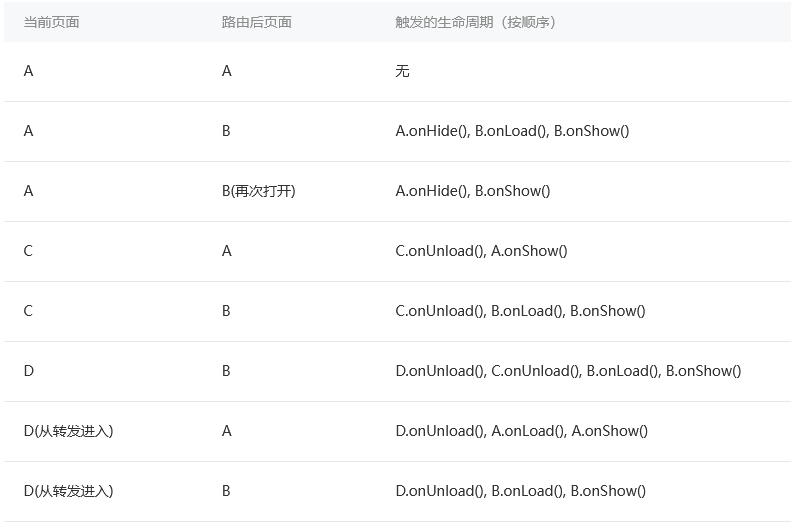 当前页面 路由后页面 触发的生命周期（按顺序）
A A 无
A B A.onHide(), B.onLoad(), B.onShow()
A B(再次打开) A.onHide(), B.onShow()
C A C.onUnload(), A.onShow()
C B C.onUnload(), B.onLoad(), B.onShow()
D B D.onUnload(), C.onUnload(), B.onLoad(), B.onShow()
D(从转发进入) A D.onUnload(), A.onLoad(), A.onShow()
D(从转发进入) B D.onUnload(), B.onLoad(), B.onShow()